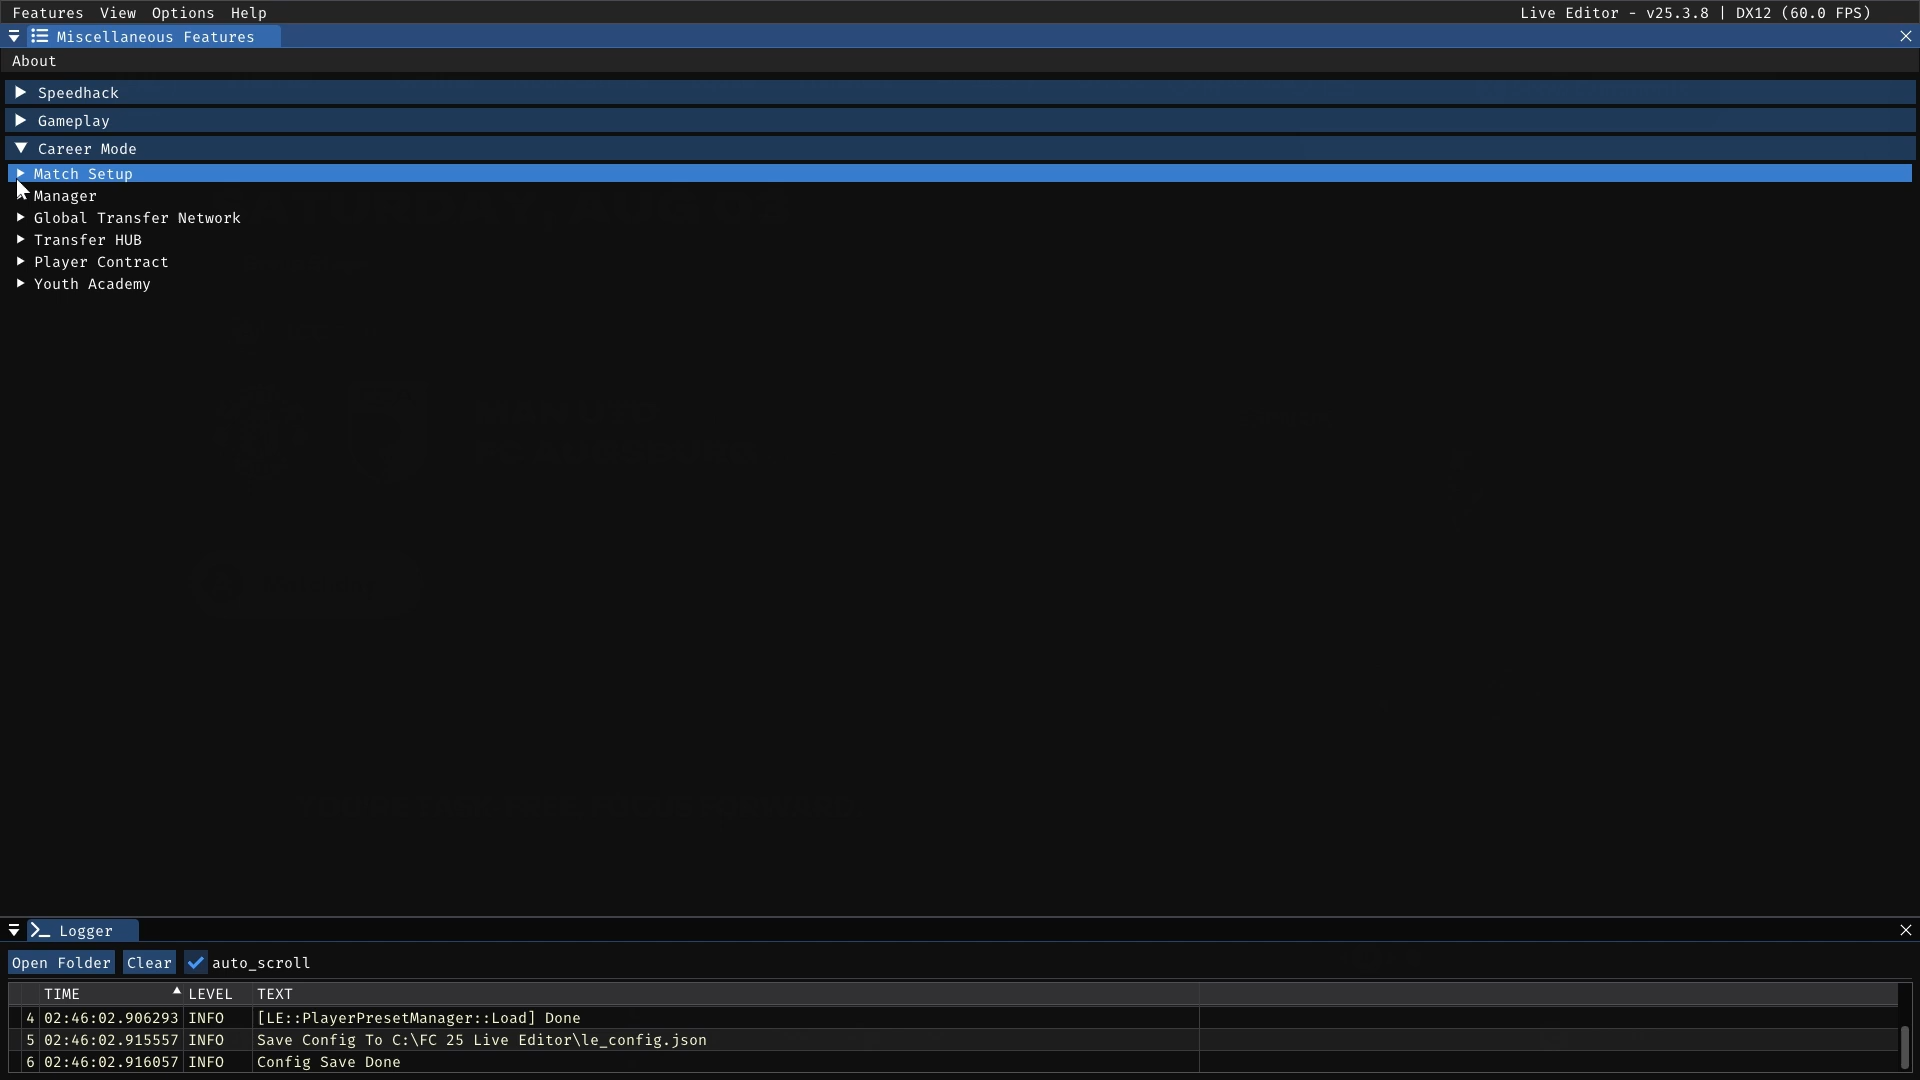 Features View Options Help
Live Editor - v25.3.8 | DX12 (60.0 FPS)
Miscellaneous Features
About
Speedhack
Gameplay
Career Mode
Match Setup
Manager
Global Transfer Network
Transfer HUB
Player Contract
Youth Academy
Logger
Open Folder Clear auto_scroll
TIME LEVEL TEXT
4 02:46:02.906293 INFO [LE::PlayerPresetManager::Load] Done
5 02:46:02.915557 INFO Save Config To C:\FC 25 Live Editor\le_config.json
6 02:46:02.916057 INFO Config Save Done